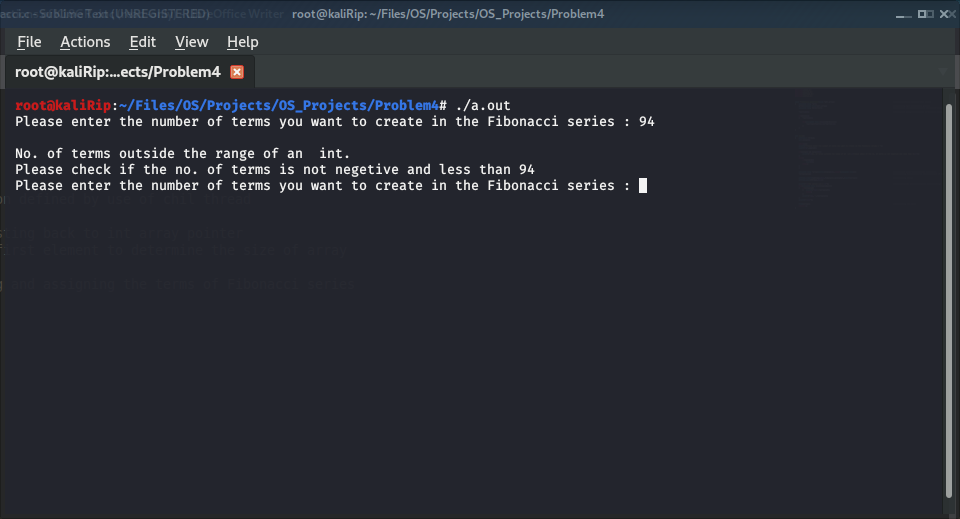 root@kaliRip: ~/Files/OS/Projects/OS_Projects/Problem4
File Actions Edit View Help
root@kaliRip:...ects/Problem4
root@kaliRip:~/Files/OS/Projects/OS_Projects/Problem4# ./a.out
Please enter the number of terms you want to create in the Fibonacci series : 94
No. of terms outside the range of an  int.
Please check if the no. of terms is not negetive and less than 94
Please enter the number of terms you want to create in the Fibonacci series :